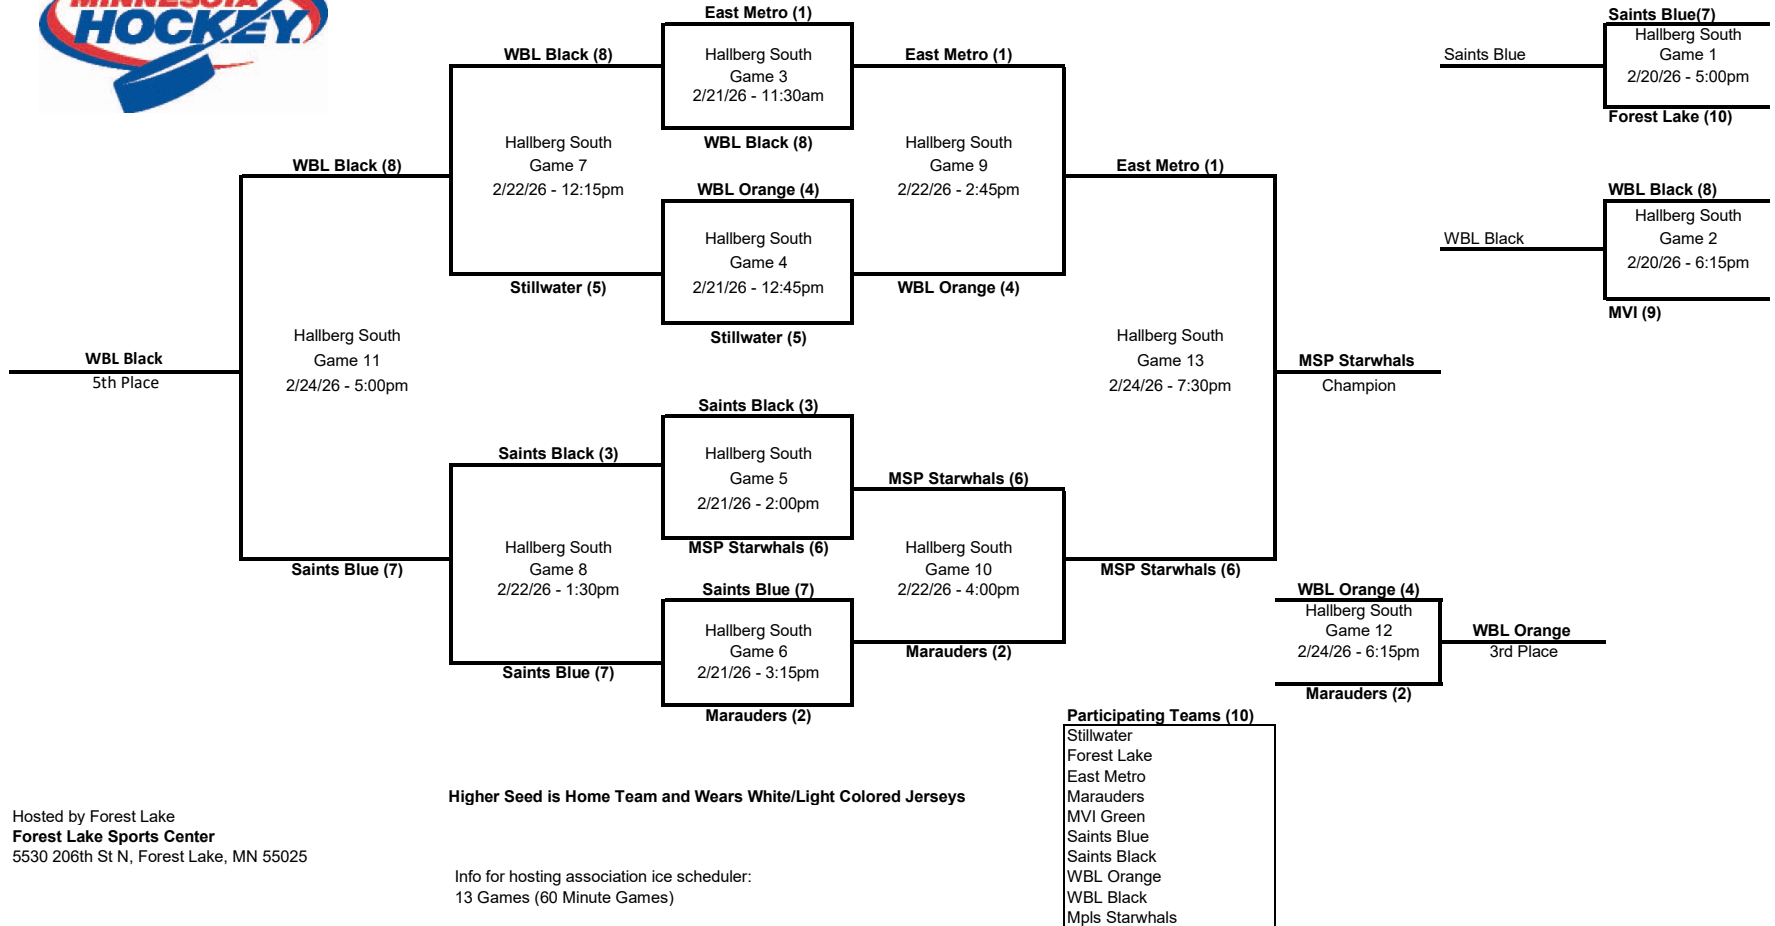 MINNESOTA
HOCKEY
East Metro (1)
Hallberg South
Game 3
2/21/26 - 11:30am
WBL Black (8)
WBL Black (8)
East Metro (1)
Saints Blue(7)
Hallberg South
Game 1
2/20/26 - 5:00pm
Forest Lake (10)
Saints Blue
Hallberg South
Game 7
2/22/26 - 12:15pm
Hallberg South
Game 9
2/22/26 - 2:45pm
WBL Black (8)
East Metro (1)
WBL Orange (4)
Hallberg South
Game 4
2/21/26 - 12:45pm
Stillwater (5)
Stillwater (5)
WBL Orange (4)
WBL Black (8)
Hallberg South
Game 2
2/20/26 - 6:15pm
MVI (9)
WBL Black
WBL Black
5th Place
Hallberg South
Game 11
2/24/26 - 5:00pm
Hallberg South
Game 13
2/24/26 - 7:30pm
MSP Starwhals
Champion
Saints Black (3)
Hallberg South
Game 5
2/21/26 - 2:00pm
MSP Starwhals (6)
Saints Black (3)
MSP Starwhals (6)
Hallberg South
Game 8
2/22/26 - 1:30pm
Hallberg South
Game 10
2/22/26 - 4:00pm
Saints Blue (7)
MSP Starwhals (6)
Saints Blue (7)
Hallberg South
Game 6
2/21/26 - 3:15pm
Marauders (2)
Saints Blue (7)
Marauders (2)
WBL Orange (4)
Hallberg South
Game 12
2/24/26 - 6:15pm
Marauders (2)
WBL Orange
3rd Place
Participating Teams (10)
Stillwater
Forest Lake
East Metro
Marauders
MVI Green
Saints Blue
Saints Black
WBL Orange
WBL Black
Mpls Starwhals
Higher Seed is Home Team and Wears White/Light Colored Jerseys
Hosted by Forest Lake
Forest Lake Sports Center
5530 206th St N, Forest Lake, MN 55025
Info for hosting association ice scheduler:
13 Games (60 Minute Games)